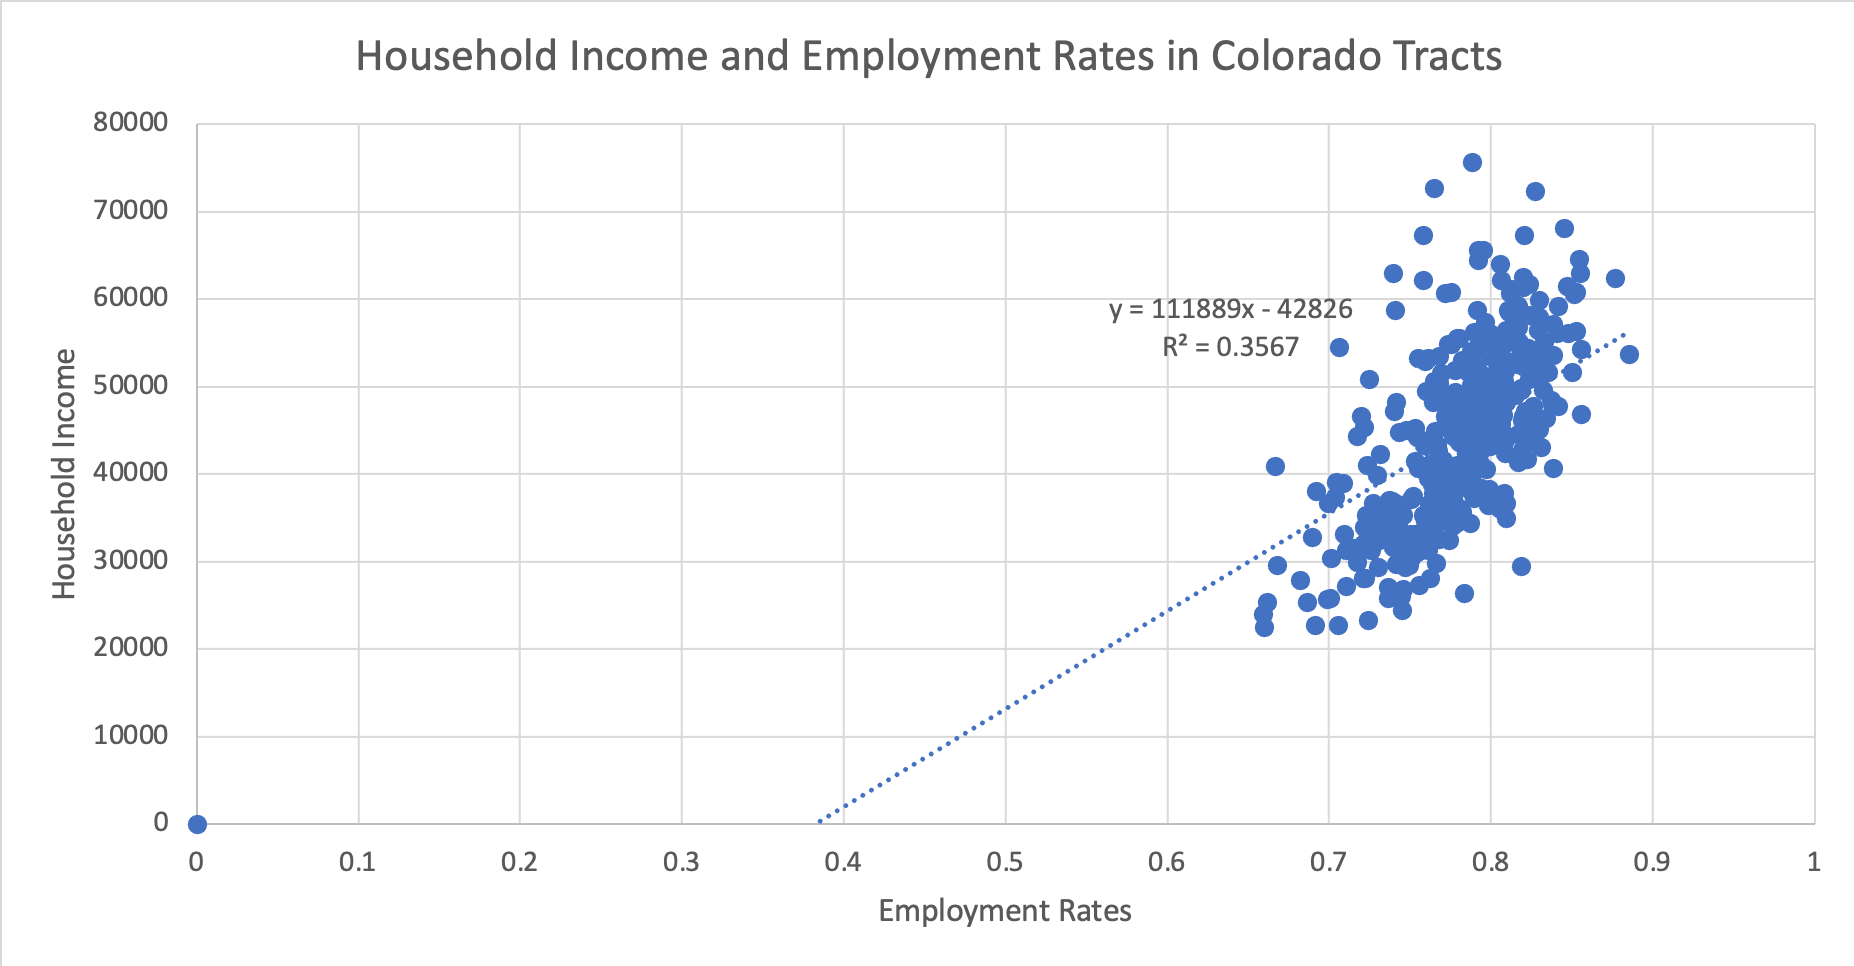 Household Income and Employment Rates in Colorado Tracts
80000
70000
60000
50000
40000
30000
20000
10000
0
Household Income
y = 111889x - 42826
R² = 0.3567
0 0.1 0.2 0.3 0.4 0.5 0.6 0.7 0.8 0.9 1
Employment Rates